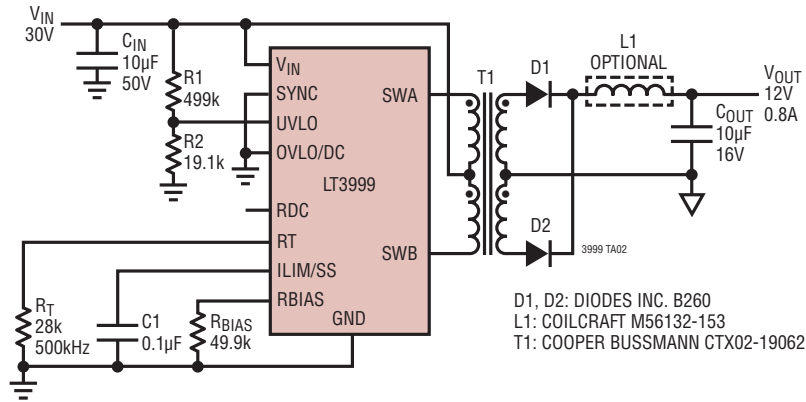 VIN
30V
CIN
10µF
50V
R1
499k
R2
19.1k
VIN
SYNC
UVLO
OVLO/DC
LT3999
RDC
RT
ILIM/SS
RBIAS
GND
SWA
SWB
T1
D1
D2
L1
OPTIONAL
VOUT
12V
0.8A
COUT
10µF
16V
3999 TA02
RT
28k
500kHz
C1
0.1µF
RBIAS
49.9k
D1, D2: DIODES INC. B260
L1: COILCRAFT M56132-153
T1: COOPER BUSSMANN CTX02-19062